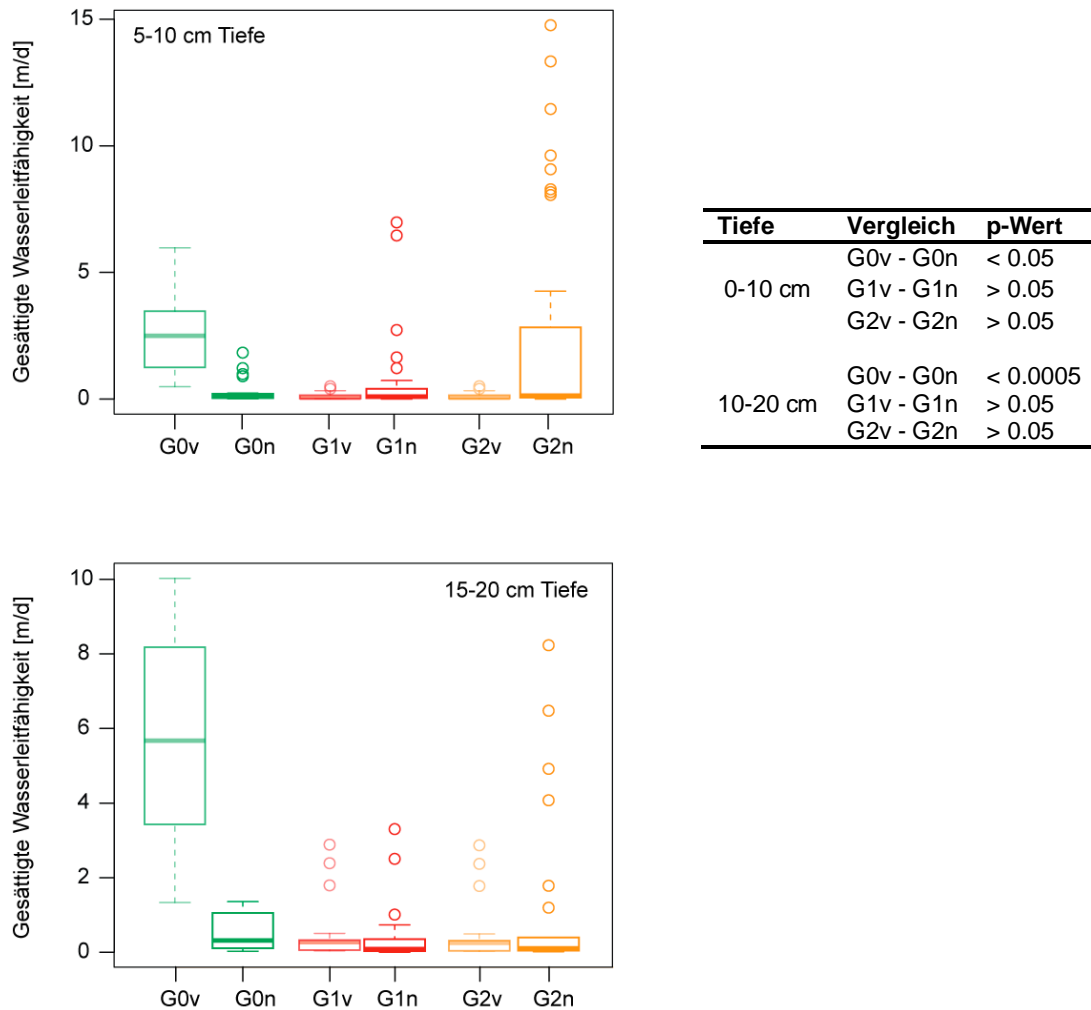 Gesättigte Wasserleitfähigkeit [m/d]
15
10
5
0
5-10 cm Tiefe
G0v G0n G1v G1n G2v G2n
Tiefe Vergleich p-Wert
G0v - G0n < 0.05
0-10 cm G1v - G1n > 0.05
G2v - G2n > 0.05
G0v - G0n < 0.0005
10-20 cm G1v - G1n > 0.05
G2v - G2n > 0.05
Gesättigte Wasserleitfähigkeit [m/d]
10
8
6
4
2
0
15-20 cm Tiefe
G0v G0n G1v G1n G2v G2n